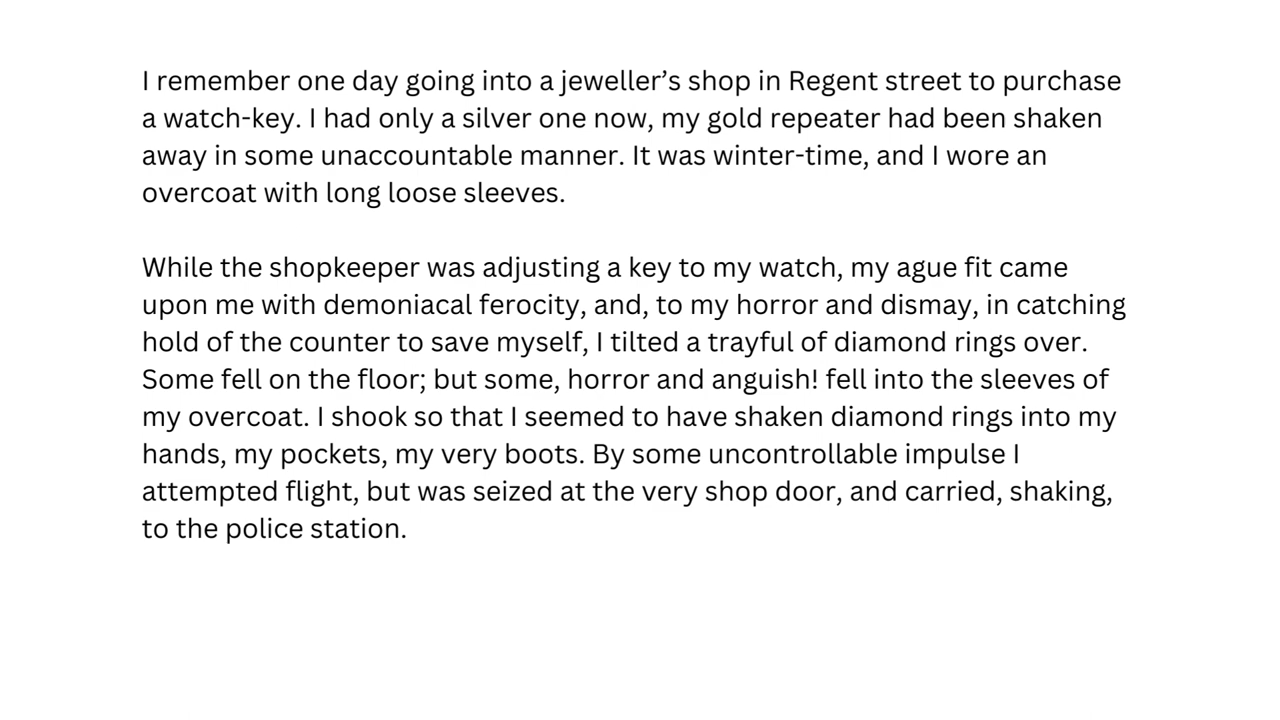 I remember one day going into a jeweller’s shop in Regent street to purchase
a watch-key. I had only a silver one now, my gold repeater had been shaken
away in some unaccountable manner. It was winter-time, and I wore an
overcoat with long loose sleeves.

While the shopkeeper was adjusting a key to my watch, my ague fit came
upon me with demoniacal ferocity, and, to my horror and dismay, in catching
hold of the counter to save myself, I tilted a trayful of diamond rings over.
Some fell on the floor; but some, horror and anguish! fell into the sleeves of
my overcoat. I shook so that I seemed to have shaken diamond rings into my
hands, my pockets, my very boots. By some uncontrollable impulse I
attempted flight, but was seized at the very shop door, and carried, shaking,
to the police station.